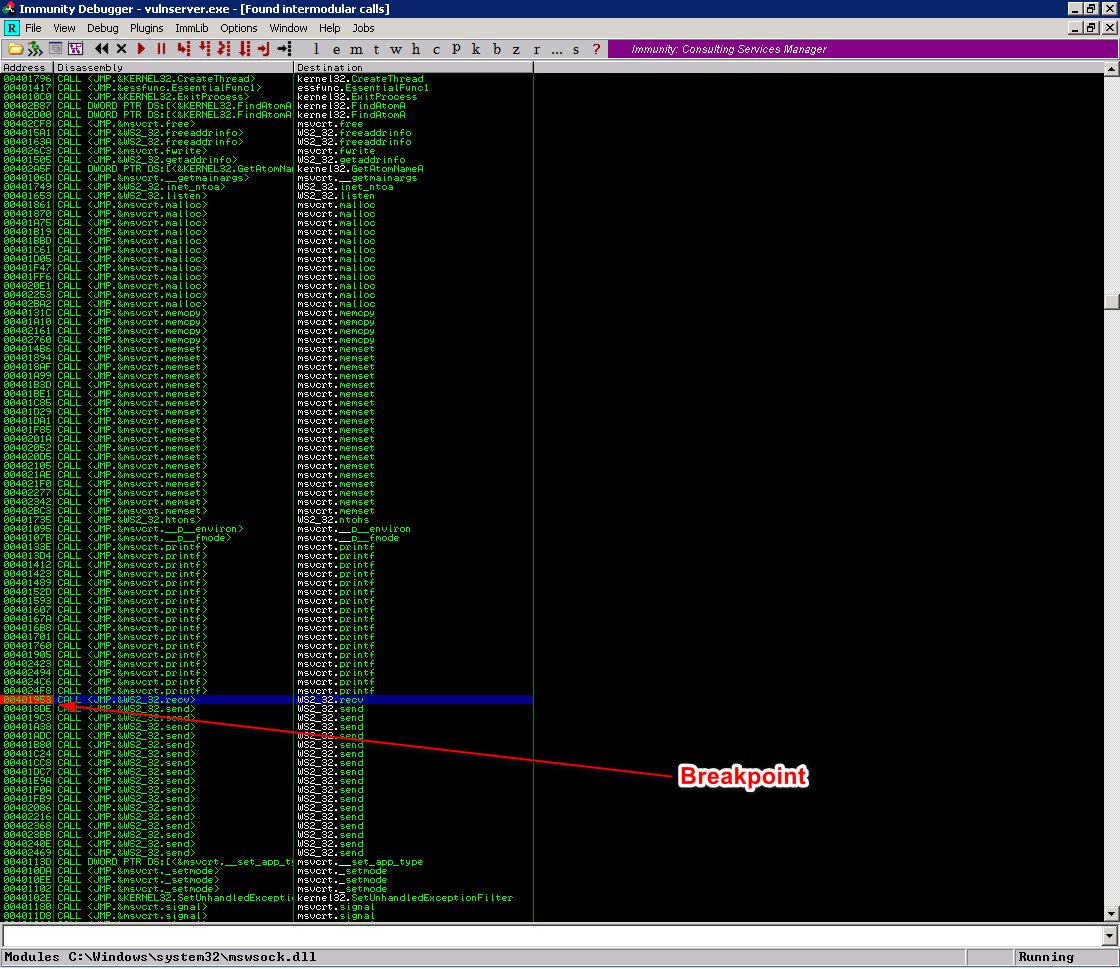 Immunity Debugger - vulnserver.exe - [Found intermodular calls]
R File View Debug Plugins ImmLib Options Window Help Jobs
l e m t w h c P k b z r ... s ? Immunity: Consulting Services Manager
Address Disassembly Destination
00401796 CALL <JMP.&KERNEL32.CreateThread> kernel32.CreateThread
00401417 CALL <JMP.&essfunc.EssentialFunc1> essfunc.EssentialFunc1
004010C0 CALL <JMP.&KERNEL32.ExitProcess> kernel32.ExitProcess
00402B87 CALL DWORD PTR DS:[<&KERNEL32.FindAtomA kernel32.FindAtomA
00402D00 CALL DWORD PTR DS:[<&KERNEL32.FindAtomA kernel32.FindAtomA
00402CF8 CALL <JMP.&msvcrt.free> msvcrt.free
004015A1 CALL <JMP.&WS2_32.freeaddrinfo> WS2_32.freeaddrinfo
0040163A CALL <JMP.&WS2_32.freeaddrinfo> WS2_32.freeaddrinfo
004026C3 CALL <JMP.&msvcrt.fwrite> msvcrt.fwrite
00401505 CALL <JMP.&WS2_32.getaddrinfo> WS2_32.getaddrinfo
00402A5F CALL DWORD PTR DS:[<&KERNEL32.GetAtomNam kernel32.GetAtomNameA
0040106D CALL <JMP.&msvcrt.__getmainargs> msvcrt.__getmainargs
00401749 CALL <JMP.&WS2_32.inet_ntoa> WS2_32.inet_ntoa
00401653 CALL <JMP.&WS2_32.listen> WS2_32.listen
00401861 CALL <JMP.&msvcrt.malloc> msvcrt.malloc
00401870 CALL <JMP.&msvcrt.malloc> msvcrt.malloc
00401A75 CALL <JMP.&msvcrt.malloc> msvcrt.malloc
00401B19 CALL <JMP.&msvcrt.malloc> msvcrt.malloc
00401BBD CALL <JMP.&msvcrt.malloc> msvcrt.malloc
00401C61 CALL <JMP.&msvcrt.malloc> msvcrt.malloc
00401D05 CALL <JMP.&msvcrt.malloc> msvcrt.malloc
00401F47 CALL <JMP.&msvcrt.malloc> msvcrt.malloc
00401FF6 CALL <JMP.&msvcrt.malloc> msvcrt.malloc
004020E1 CALL <JMP.&msvcrt.malloc> msvcrt.malloc
00402253 CALL <JMP.&msvcrt.malloc> msvcrt.malloc
00402BA2 CALL <JMP.&msvcrt.malloc> msvcrt.malloc
0040131C CALL <JMP.&msvcrt.memcpy> msvcrt.memcpy
00401A10 CALL <JMP.&msvcrt.memcpy> msvcrt.memcpy
00402161 CALL <JMP.&msvcrt.memcpy> msvcrt.memcpy
00402760 CALL <JMP.&msvcrt.memcpy> msvcrt.memcpy
004014B6 CALL <JMP.&msvcrt.memset> msvcrt.memset
00401894 CALL <JMP.&msvcrt.memset> msvcrt.memset
004018AF CALL <JMP.&msvcrt.memset> msvcrt.memset
00401A99 CALL <JMP.&msvcrt.memset> msvcrt.memset
00401B3D CALL <JMP.&msvcrt.memset> msvcrt.memset
00401BE1 CALL <JMP.&msvcrt.memset> msvcrt.memset
00401C85 CALL <JMP.&msvcrt.memset> msvcrt.memset
00401D29 CALL <JMP.&msvcrt.memset> msvcrt.memset
00401DA1 CALL <JMP.&msvcrt.memset> msvcrt.memset
00401F85 CALL <JMP.&msvcrt.memset> msvcrt.memset
0040201A CALL <JMP.&msvcrt.memset> msvcrt.memset
00402052 CALL <JMP.&msvcrt.memset> msvcrt.memset
004020D5 CALL <JMP.&msvcrt.memset> msvcrt.memset
00402105 CALL <JMP.&msvcrt.memset> msvcrt.memset
004021AE CALL <JMP.&msvcrt.memset> msvcrt.memset
004021F0 CALL <JMP.&msvcrt.memset> msvcrt.memset
00402277 CALL <JMP.&msvcrt.memset> msvcrt.memset
00402342 CALL <JMP.&msvcrt.memset> msvcrt.memset
00402BC3 CALL <JMP.&msvcrt.memset> msvcrt.memset
00401735 CALL <JMP.&WS2_32.htons> WS2_32.ntohs
00401095 CALL <JMP.&msvcrt.__p__environ> msvcrt.__p__environ
0040107B CALL <JMP.&msvcrt.__p__fmode> msvcrt.__p__fmode
0040133E CALL <JMP.&msvcrt.printf> msvcrt.printf
004013D4 CALL <JMP.&msvcrt.printf> msvcrt.printf
00401412 CALL <JMP.&msvcrt.printf> msvcrt.printf
00401423 CALL <JMP.&msvcrt.printf> msvcrt.printf
00401489 CALL <JMP.&msvcrt.printf> msvcrt.printf
0040152D CALL <JMP.&msvcrt.printf> msvcrt.printf
00401593 CALL <JMP.&msvcrt.printf> msvcrt.printf
00401607 CALL <JMP.&msvcrt.printf> msvcrt.printf
0040167A CALL <JMP.&msvcrt.printf> msvcrt.printf
004016B8 CALL <JMP.&msvcrt.printf> msvcrt.printf
00401701 CALL <JMP.&msvcrt.printf> msvcrt.printf
00401760 CALL <JMP.&msvcrt.printf> msvcrt.printf
00401905 CALL <JMP.&msvcrt.printf> msvcrt.printf
00402423 CALL <JMP.&msvcrt.printf> msvcrt.printf
00402494 CALL <JMP.&msvcrt.printf> msvcrt.printf
004024C6 CALL <JMP.&msvcrt.printf> msvcrt.printf
004024F8 CALL <JMP.&msvcrt.printf> msvcrt.printf
00401953 CALL <JMP.&WS2_32.recv> WS2_32.recv
004018DE CALL <JMP.&WS2_32.send> WS2_32.send
004019C3 CALL <JMP.&WS2_32.send> WS2_32.send
00401A38 CALL <JMP.&WS2_32.send> WS2_32.send
00401ADC CALL <JMP.&WS2_32.send> WS2_32.send
00401B80 CALL <JMP.&WS2_32.send> WS2_32.send
00401C24 CALL <JMP.&WS2_32.send> WS2_32.send
00401CC8 CALL <JMP.&WS2_32.send> WS2_32.send
00401DC7 CALL <JMP.&WS2_32.send> WS2_32.send
00401E9A CALL <JMP.&WS2_32.send> WS2_32.send
00401F0A CALL <JMP.&WS2_32.send> WS2_32.send
00401FB9 CALL <JMP.&WS2_32.send> WS2_32.send
00402086 CALL <JMP.&WS2_32.send> WS2_32.send
00402216 CALL <JMP.&WS2_32.send> WS2_32.send
00402368 CALL <JMP.&WS2_32.send> WS2_32.send
004023BB CALL <JMP.&WS2_32.send> WS2_32.send
0040240E CALL <JMP.&WS2_32.send> WS2_32.send
00402469 CALL <JMP.&WS2_32.send> WS2_32.send
0040113D CALL DWORD PTR DS:[<&msvcrt.__set_app_ty msvcrt.__set_app_type
004010DA CALL <JMP.&msvcrt._setmode> msvcrt._setmode
004010EE CALL <JMP.&msvcrt._setmode> msvcrt._setmode
00401102 CALL <JMP.&msvcrt._setmode> msvcrt._setmode
0040102E CALL <JMP.&KERNEL32.SetUnhandledExceptio kernel32.SetUnhandledExceptionFilter
00401180 CALL <JMP.&msvcrt.signal> msvcrt.signal
004011D8 CALL <JMP.&msvcrt.signal> msvcrt.signal
Breakpoint
Modules C:\Windows\system32\mswsock.dll Running